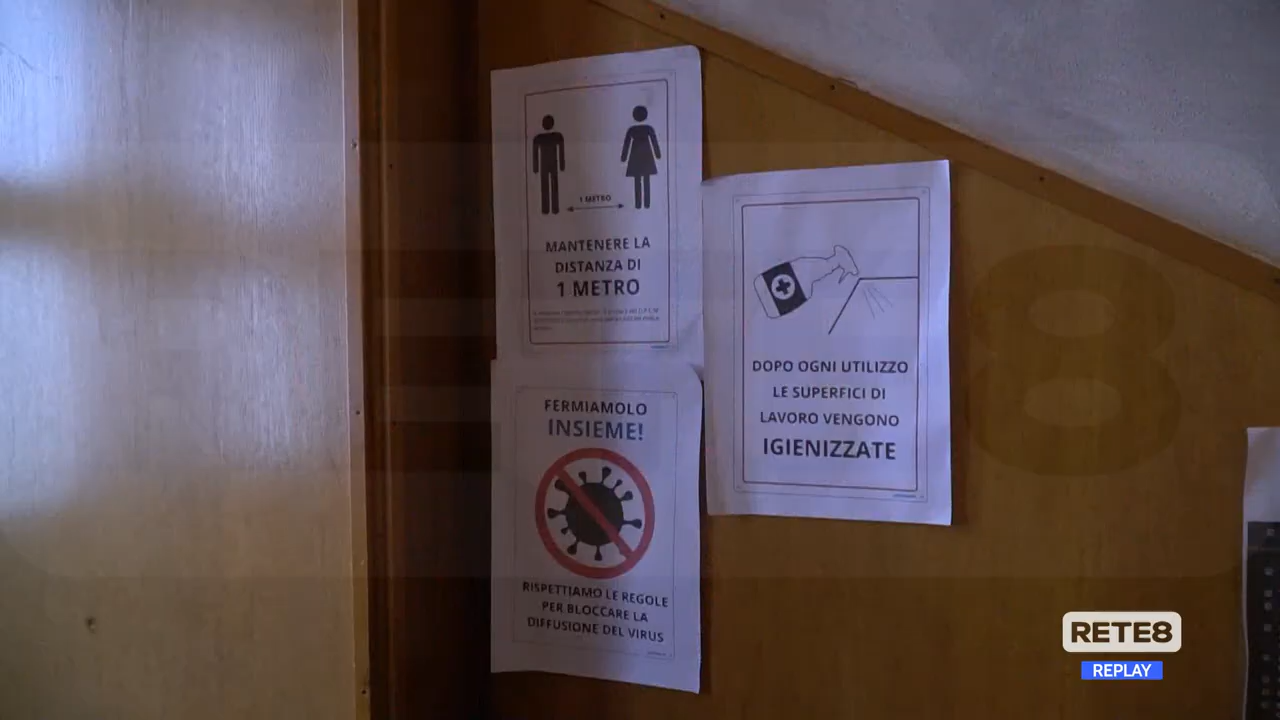 1 METRO
MANTENERE LA
DISTANZA DI
1 METRO
FERMIAMOLO
INSIEME!
RISPETTIAMO LE REGOLE
PER BLOCCARE LA
DIFFUSIONE DEL VIRUS
DOPO OGNI UTILIZZO
LE SUPERFICI DI
LAVORO VENGONO
IGIENIZZATE
RETE8
REPLAY
8